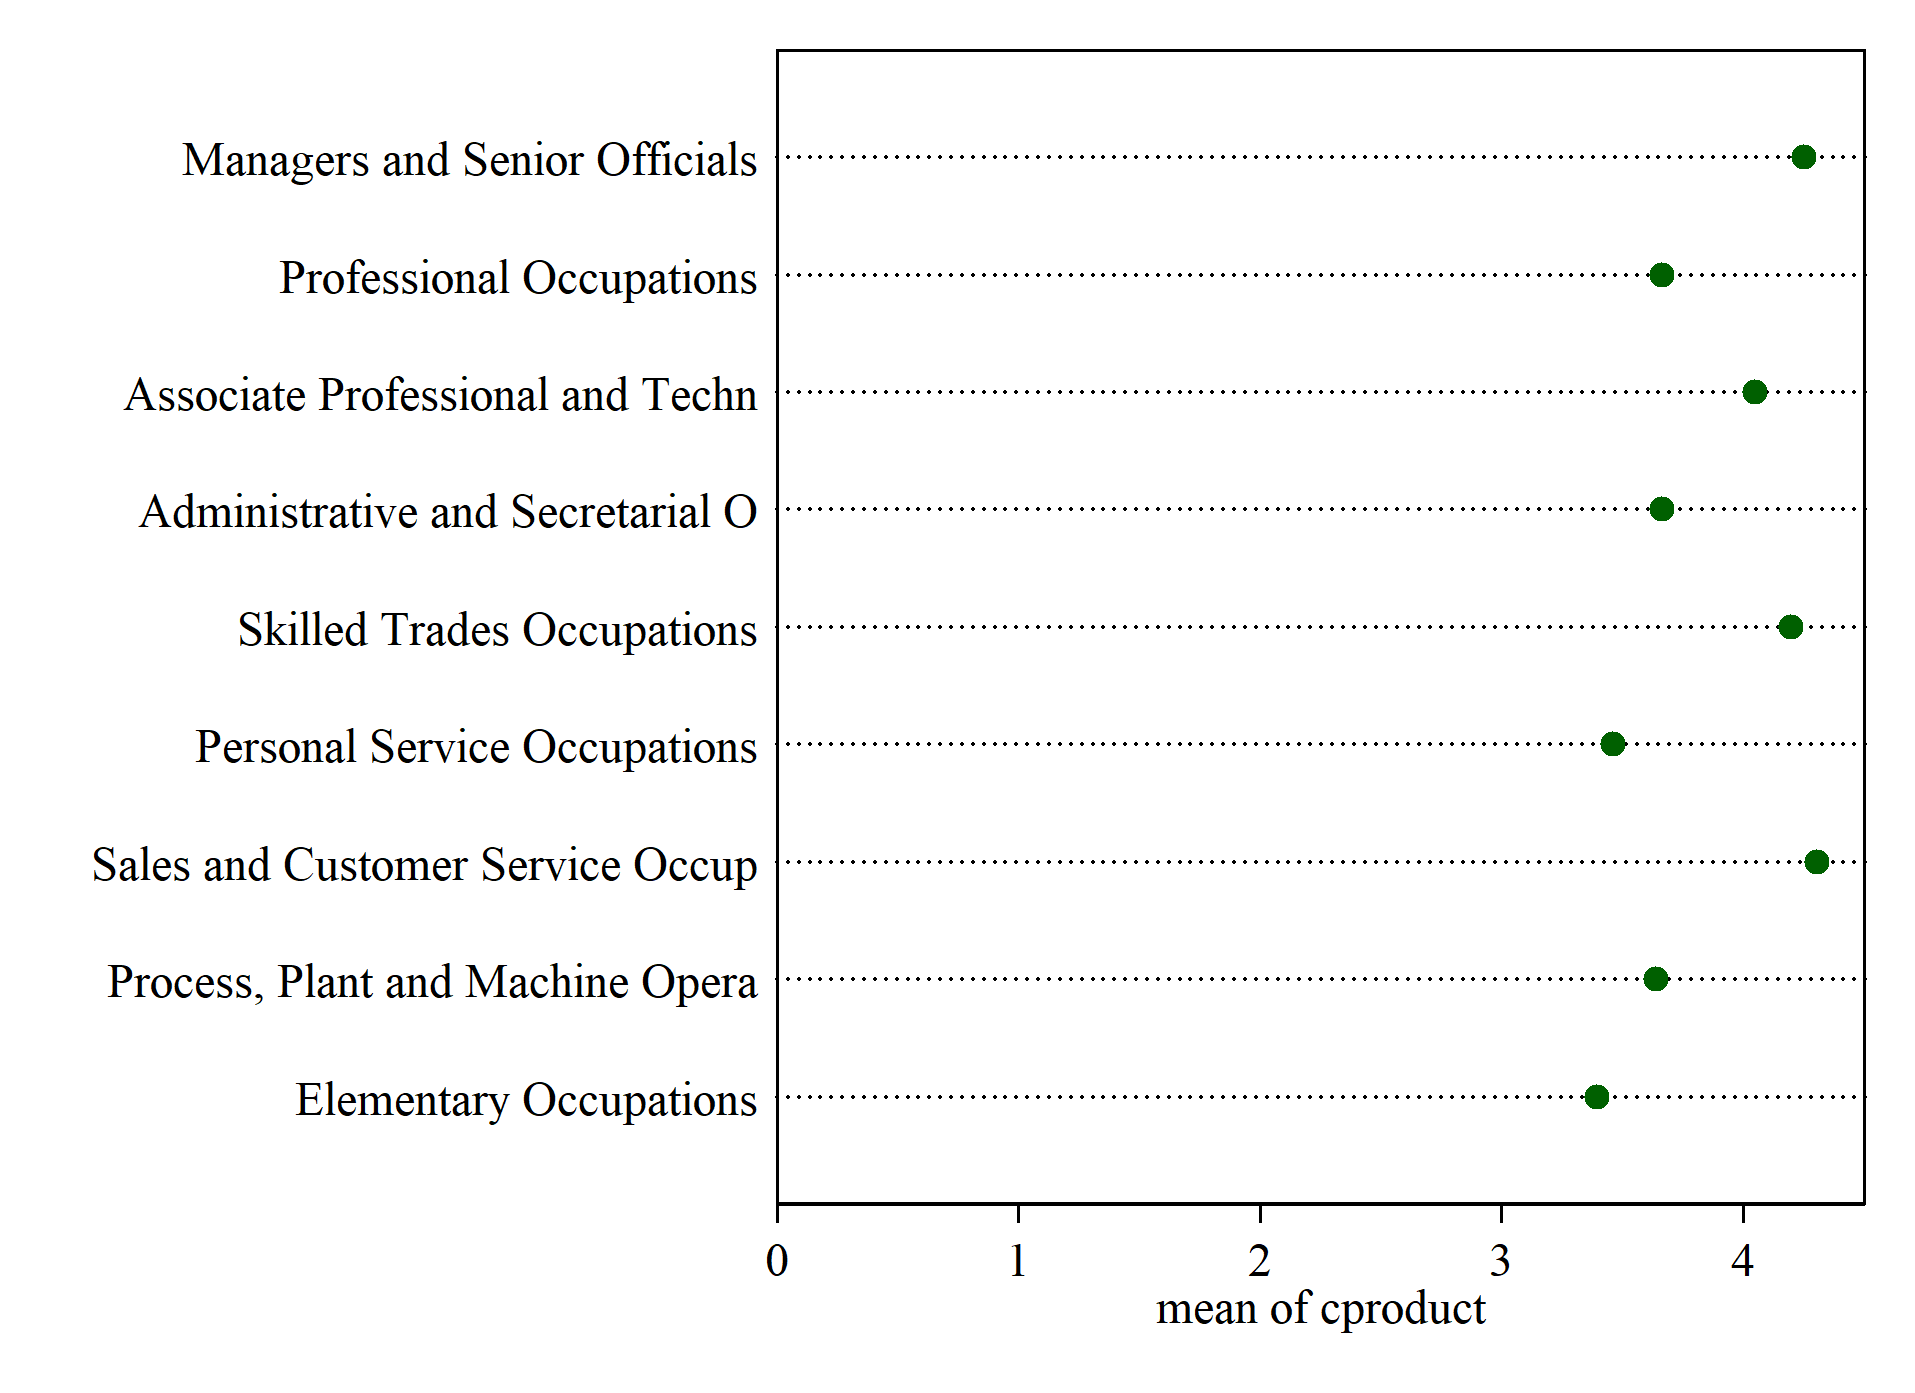 Managers and Senior Officials
Professional Occupations
Associate Professional and Techn
Administrative and Secretarial O
Skilled Trades Occupations
Personal Service Occupations
Sales and Customer Service Occup
Process, Plant and Machine Opera
Elementary Occupations
0 1 2 3 4
mean of cproduct